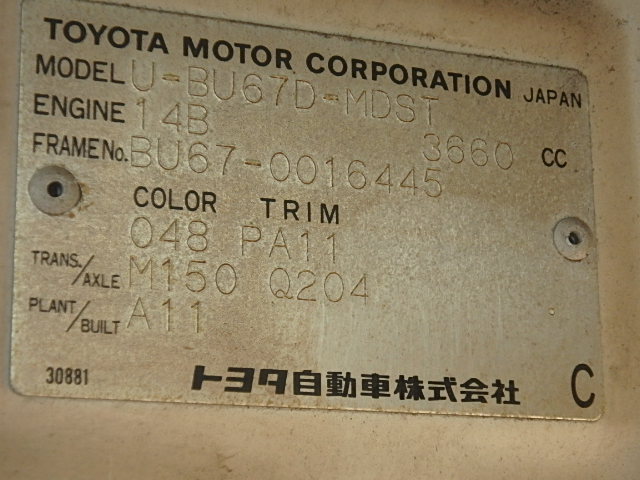 TOYOTA MOTOR CORPORATION JAPAN
MODEL U-BU67D-MDST
ENGINE 14B 3660 CC
FRAME No. BU67-0016445
COLOR TRIM
048 PA11
TRANS./AXLE M150 Q204
PLANT/BUILT A11
30881 トヨタ自動車株式会社 C